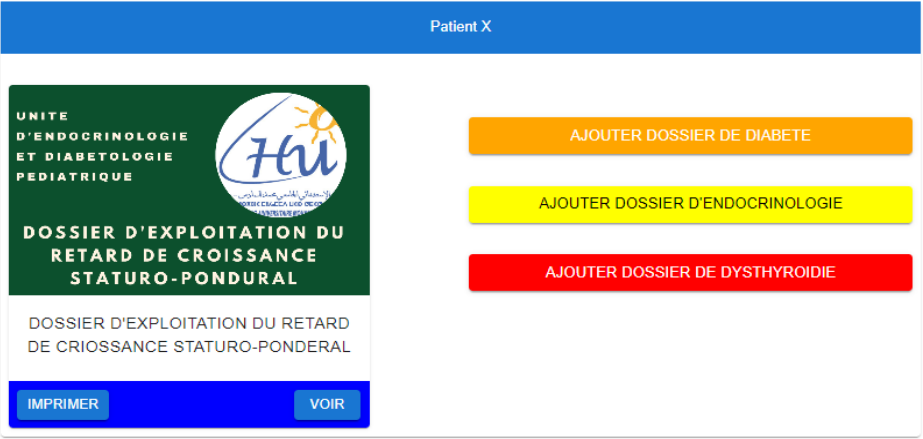 Patient X
UNITE
D'ENDOCRINOLOGIE
ET DIABETOLOGIE
PEDIATRIQUE
Hu
DOSSIER D'EXPLOITATION DU
RETARD DE CROISSANCE
STATURO-PONDURAL
DOSSIER D'EXPLOITATION DU RETARD
DE CRIOSSANCE STATURO-PONDERAL
IMPRIMER
VOIR
AJOUTER DOSSIER DE DIABETE
AJOUTER DOSSIER D'ENDOCRINOLOGIE
AJOUTER DOSSIER DE DYSTHYROIDIE